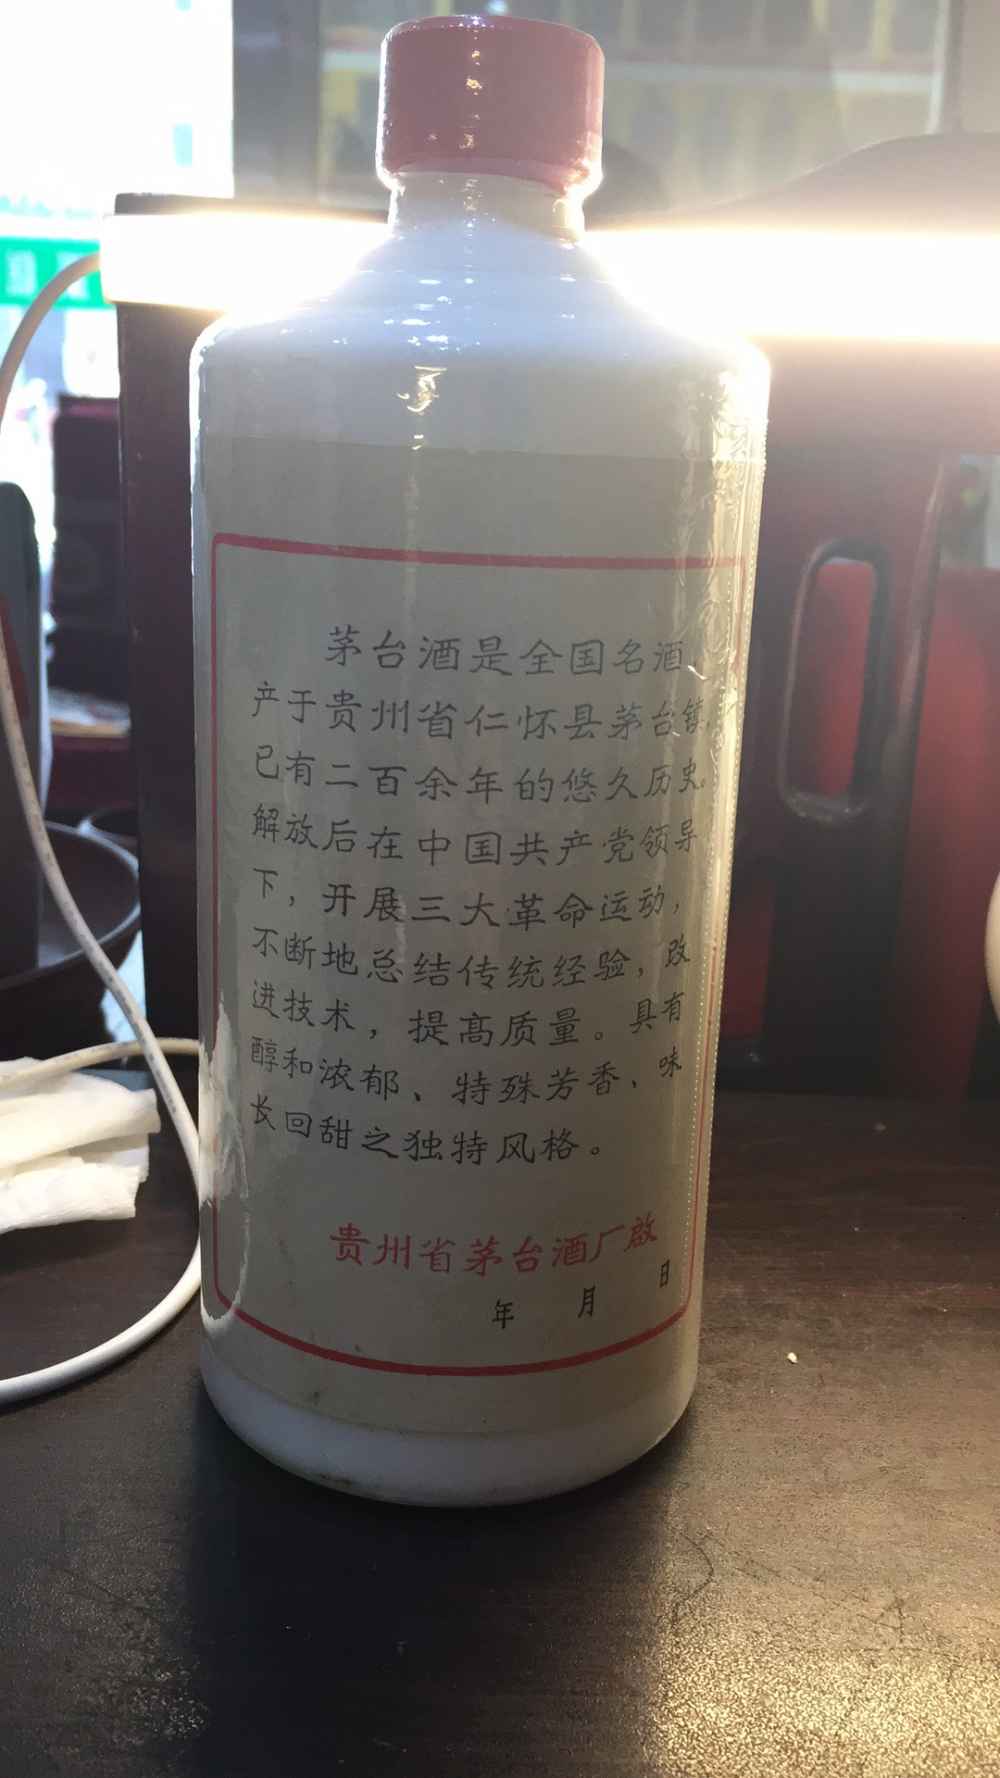 茅台酒是全国名酒,
产于贵州省仁怀县茅台镇,
已有二百余年的悠久历史。
解放后在中国共产党领导
下,开展三大革命运动,
不断地总结传统经验,改
进技术,提高质量。具有
醇和浓郁、特殊芳香、味
长回甜之独特风格。
贵州省茅台酒厂啟
年 月 日